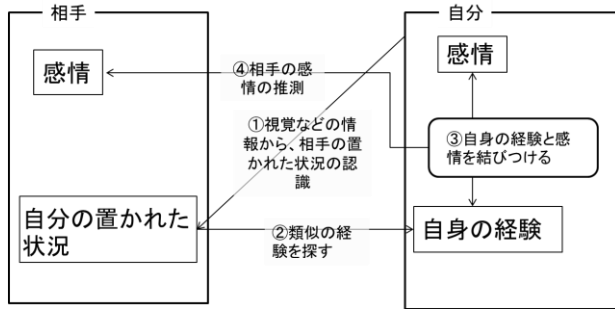 相手
感情
自分の置かれた
状況
④相手の感
情の推測
①視覚などの情
報から、相手の置
かれた状況の認
識
②類似の経
験を探す
自分
感情
③自身の経験と感
情を結びつける
自身の経験